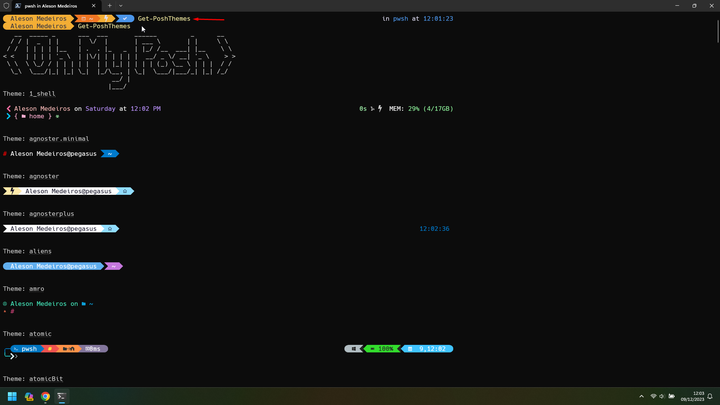 pwsh in Aleson Medeiros
Aleson Medeiros Get-PoshThemes in pwsh at 12:01:23
Aleson Medeiros Get-PoshThemes
Theme: 1_shell
Aleson Medeiros on Saturday at 12:02 PM 0s MEM: 29% (4/17GB)
{ home }
Theme: agnoster.minimal
# Aleson Medeiros@pegasus ~
Theme: agnoster
Aleson Medeiros@pegasus
Theme: agnosterplus
Aleson Medeiros@pegasus 12:02:36
Theme: aliens
Aleson Medeiros@pegasus ~
Theme: amro
Aleson Medeiros on ~
#
Theme: atomic
pwsh 0ms 100% 12:02
Theme: atomicBit
12:03
09/12/2023